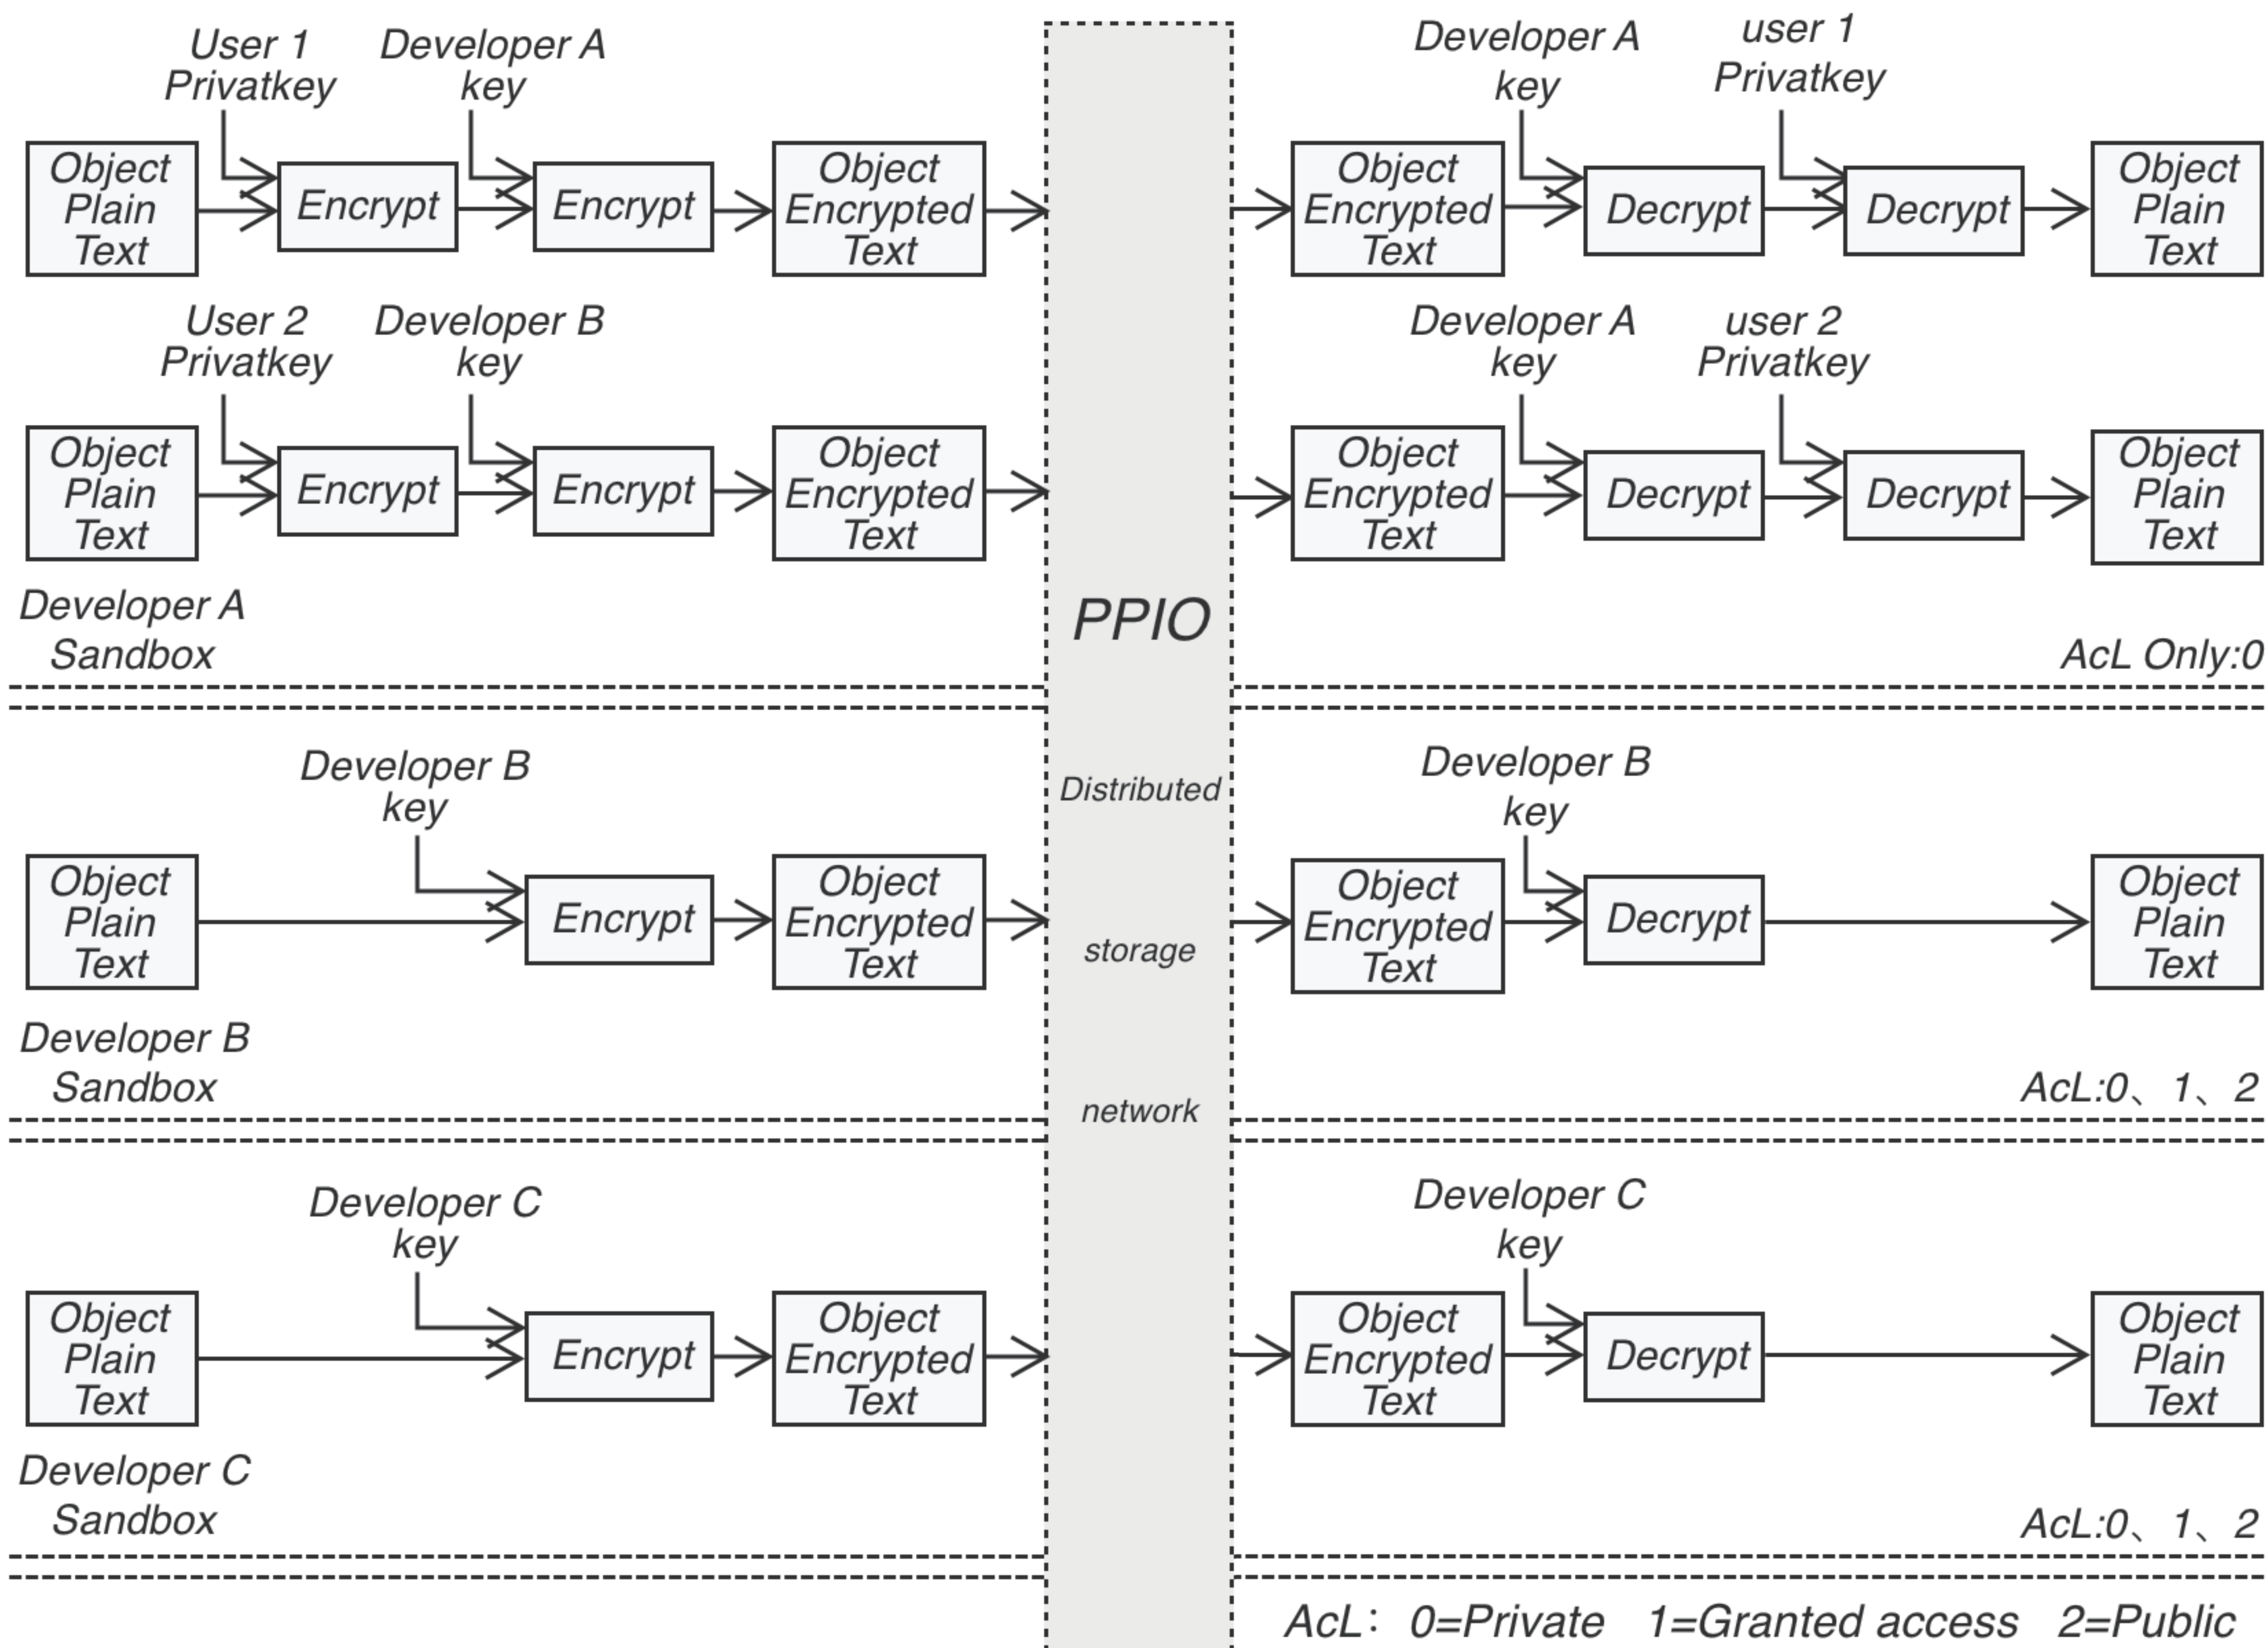 User 1
Privatkey
Developer A
key
Object
Plain
Text
Encrypt
Encrypt
Object
Encrypted
Text
Developer A
key
user 1
Privatkey
Object
Encrypted
Text
Decrypt
Decrypt
Object
Plain
Text
User 2
Privatkey
Developer B
key
Object
Plain
Text
Encrypt
Encrypt
Object
Encrypted
Text
Developer A
key
user 2
Privatkey
Object
Encrypted
Text
Decrypt
Decrypt
Object
Plain
Text
Developer A
Sandbox
PPIO
AcL Only:0
Developer B
key
Object
Plain
Text
Encrypt
Object
Encrypted
Text
Distributed
storage
network
Developer B
key
Object
Encrypted
Text
Decrypt
Object
Plain
Text
Developer B
Sandbox
AcL:0、1、2
Developer C
key
Object
Plain
Text
Encrypt
Object
Encrypted
Text
Developer C
key
Object
Encrypted
Text
Decrypt
Object
Plain
Text
Developer C
Sandbox
AcL:0、1、2
AcL： 0=Private 1=Granted access 2=Public